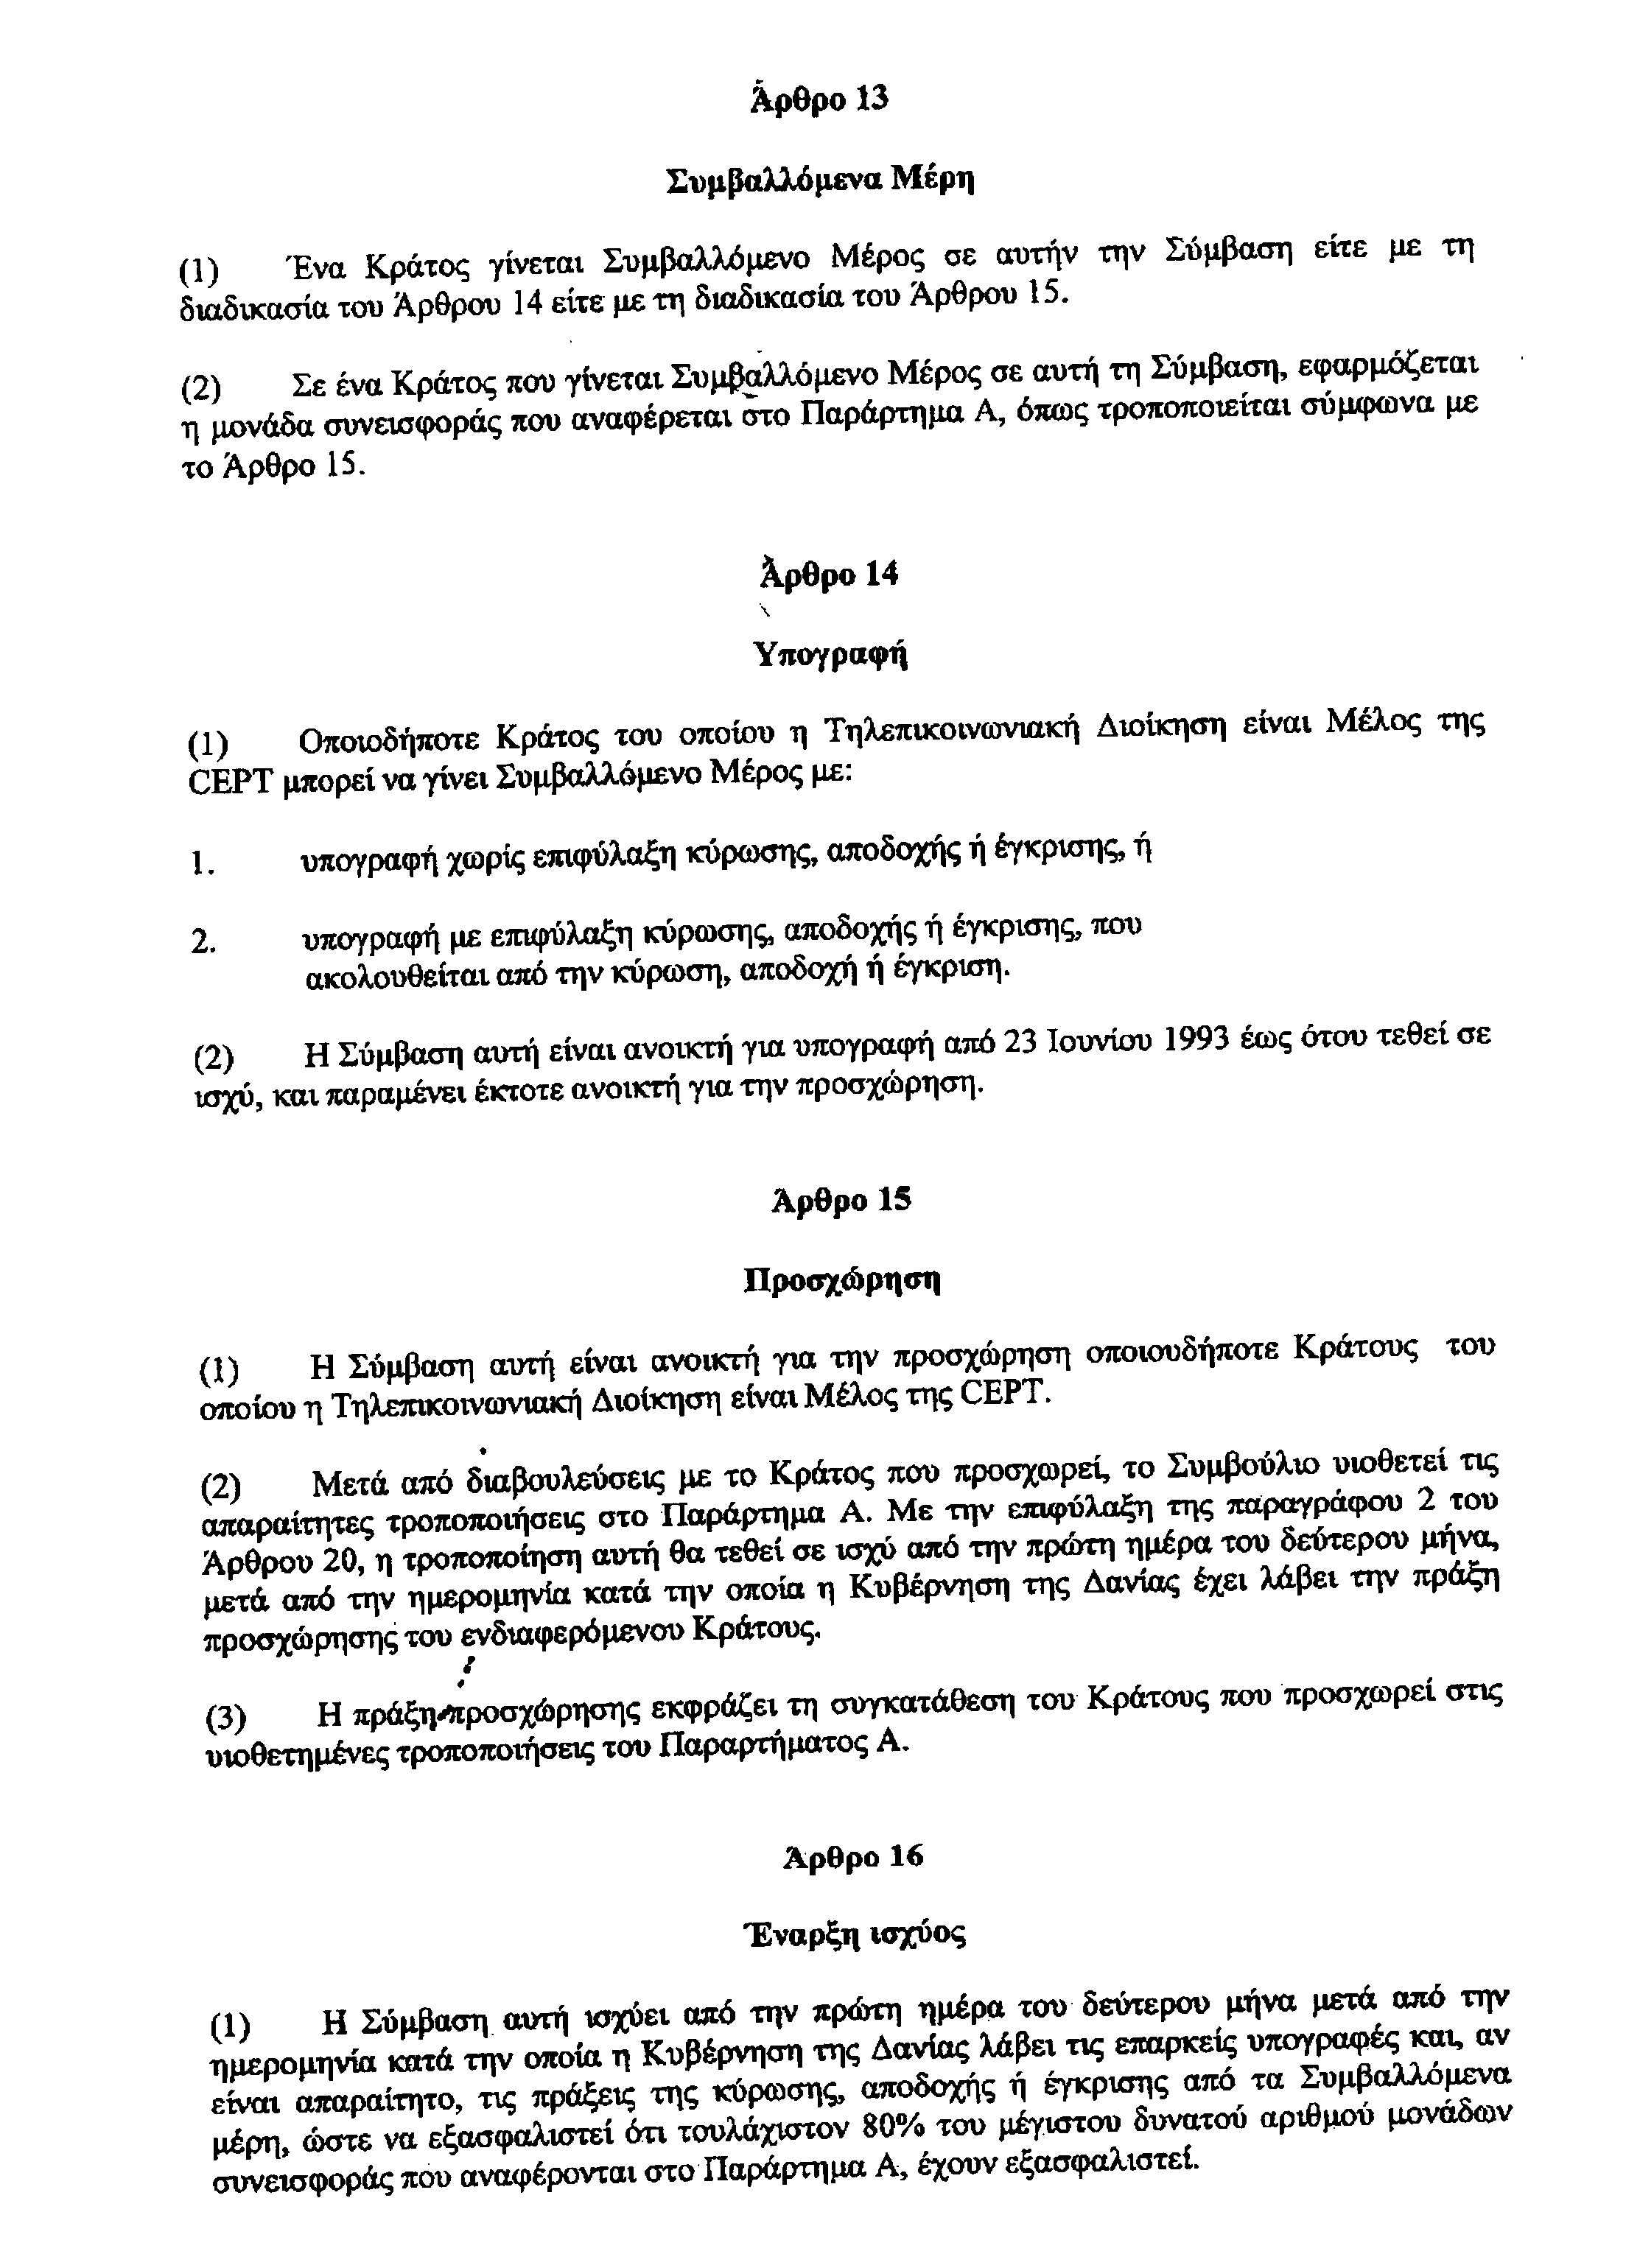 Άρθρο 13
Συμβαλλόμενα Μέρη
(1) Ένα Κράτος γίνεται Συμβαλλόμενο Μέρος σε αυτήν την Σύμβαση είτε με τη
διαδικασία του Άρθρου 14 είτε με τη διαδικασία του Άρθρου 15.
(2) Σε ένα Κράτος που γίνεται Συμβαλλόμενο Μέρος σε αυτή τη Σύμβαση, εφαρμόζεται
η μονάδα συνεισφοράς που αναφέρεται στο Παράρτημα Α, όπως τροποποιείται σύμφωνα με
το Άρθρο 15.
Άρθρο 14
Υπογραφή
(1) Οποιοδήποτε Κράτος του οποίου η Τηλεπικοινωνιακή Διοίκηση είναι Μέλος της
CEPT μπορεί να γίνει Συμβαλλόμενο Μέρος με:
1. υπογραφή χωρίς επιφύλαξη κύρωσης, αποδοχής ή έγκρισης, ή
2. υπογραφή με επιφύλαξη κύρωσης, αποδοχής ή έγκρισης, που
ακολουθείται από την κύρωση, αποδοχή ή έγκριση.
(2) Η Σύμβαση αυτή είναι ανοικτή για υπογραφή από 23 Ιουνίου 1993 έως ότου τεθεί σε
ισχύ, και παραμένει έκτοτε ανοικτή για την προσχώρηση.
Άρθρο 15
Προσχώρηση
(1) Η Σύμβαση αυτή είναι ανοικτή για την προσχώρηση οποιουδήποτε Κράτους του
οποίου η Τηλεπικοινωνιακή Διοίκηση είναι Μέλος της CEPT.
(2) Μετά από διαβουλεύσεις με το Κράτος που προσχωρεί, το Συμβούλιο υιοθετεί τις
απαραίτητες τροποποιήσεις στο Παράρτημα Α. Με την επιφύλαξη της παραγράφου 2 του
Άρθρου 20, η τροποποίηση αυτή θα τεθεί σε ισχύ από την πρώτη ημέρα του δεύτερου μήνα,
μετά από την ημερομηνία κατά την οποία η Κυβέρνηση της Δανίας έχει λάβει την πράξη
προσχώρησης του ενδιαφερόμενου Κράτους.
(3) Η πράξη προσχώρησης εκφράζει τη συγκατάθεση του Κράτους που προσχωρεί στις
υιοθετημένες τροποποιήσεις του Παραρτήματος Α.
Άρθρο 16
Έναρξη ισχύος
(1) Η Σύμβαση αυτή ισχύει από την πρώτη ημέρα του δεύτερου μήνα μετά από την
ημερομηνία κατά την οποία η Κυβέρνηση της Δανίας λάβει τις επαρκείς υπογραφές και, αν
είναι απαραίτητο, τις πράξεις της κύρωσης, αποδοχής ή έγκρισης από τα Συμβαλλόμενα
μέρη, ώστε να εξασφαλιστεί ότι τουλάχιστον 80% του μέγιστου δυνατού αριθμού μονάδων
συνεισφοράς που αναφέρονται στο Παράρτημα Α, έχουν εξασφαλιστεί.